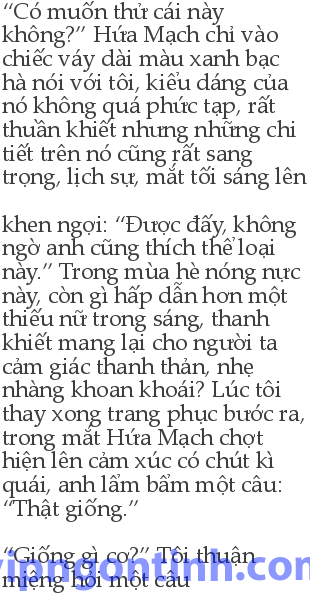 “Có muốn thử cái này
không?” Hứa Mạch chỉ vào
chiếc váy dài màu xanh bạc
hà nói với tôi, kiểu dáng của
nó không quá phức tạp, rất
thuần khiết nhưng những chi
tiết trên nó cũng rất sang
trọng, lịch sự, mắt tối sáng lên
khen ngợi: “Được đấy, không
ngờ anh cũng thích thể loại
này.” Trong mùa hè nóng nực
này, còn gì hấp dẫn hơn một
thiếu nữ trong sáng, thanh
khiết mang lại cho người ta
cảm giác thanh thản, nhẹ
nhàng khoan khoái? Lúc tôi
thay xong trang phục bước ra,
trong mắt Hứa Mạch chợt
hiện lên cảm xúc có chút kì
quái, anh lẩm bẩm một câu:
“Thật giống.”
“Giống gì cơ?” Tôi thuận
miệng hỏi một câu
vipngontinh.com